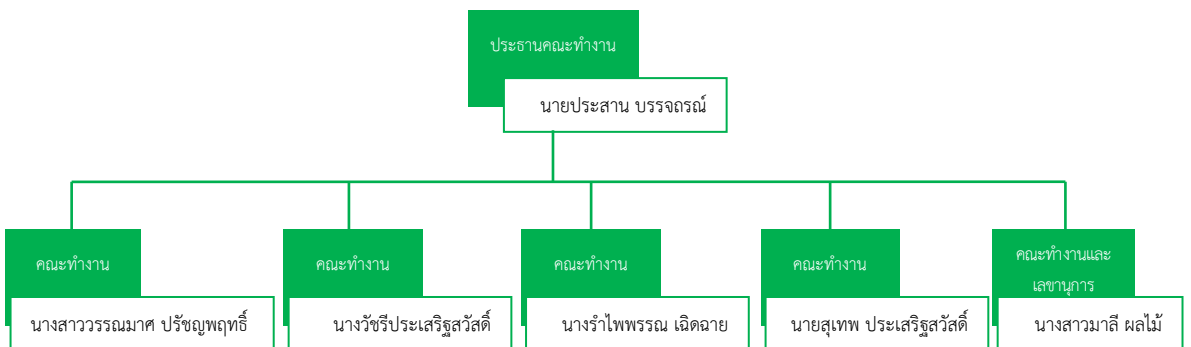 ประธานคณะทำงาน
นายประสาน บรรจถรณ์
คณะทำงาน
นางสาววรรณมาศ ปรัชญพฤทธิ์
คณะทำงาน
นางวัชรีประเสริฐสวัสดิ์
คณะทำงาน
นางรำไพพรรณ เฉิดฉาย
คณะทำงาน
นายสุเทพ ประเสริฐสวัสดิ์
คณะทำงานและ
เลขานุการ
นางสาวมาลี ผลไม้